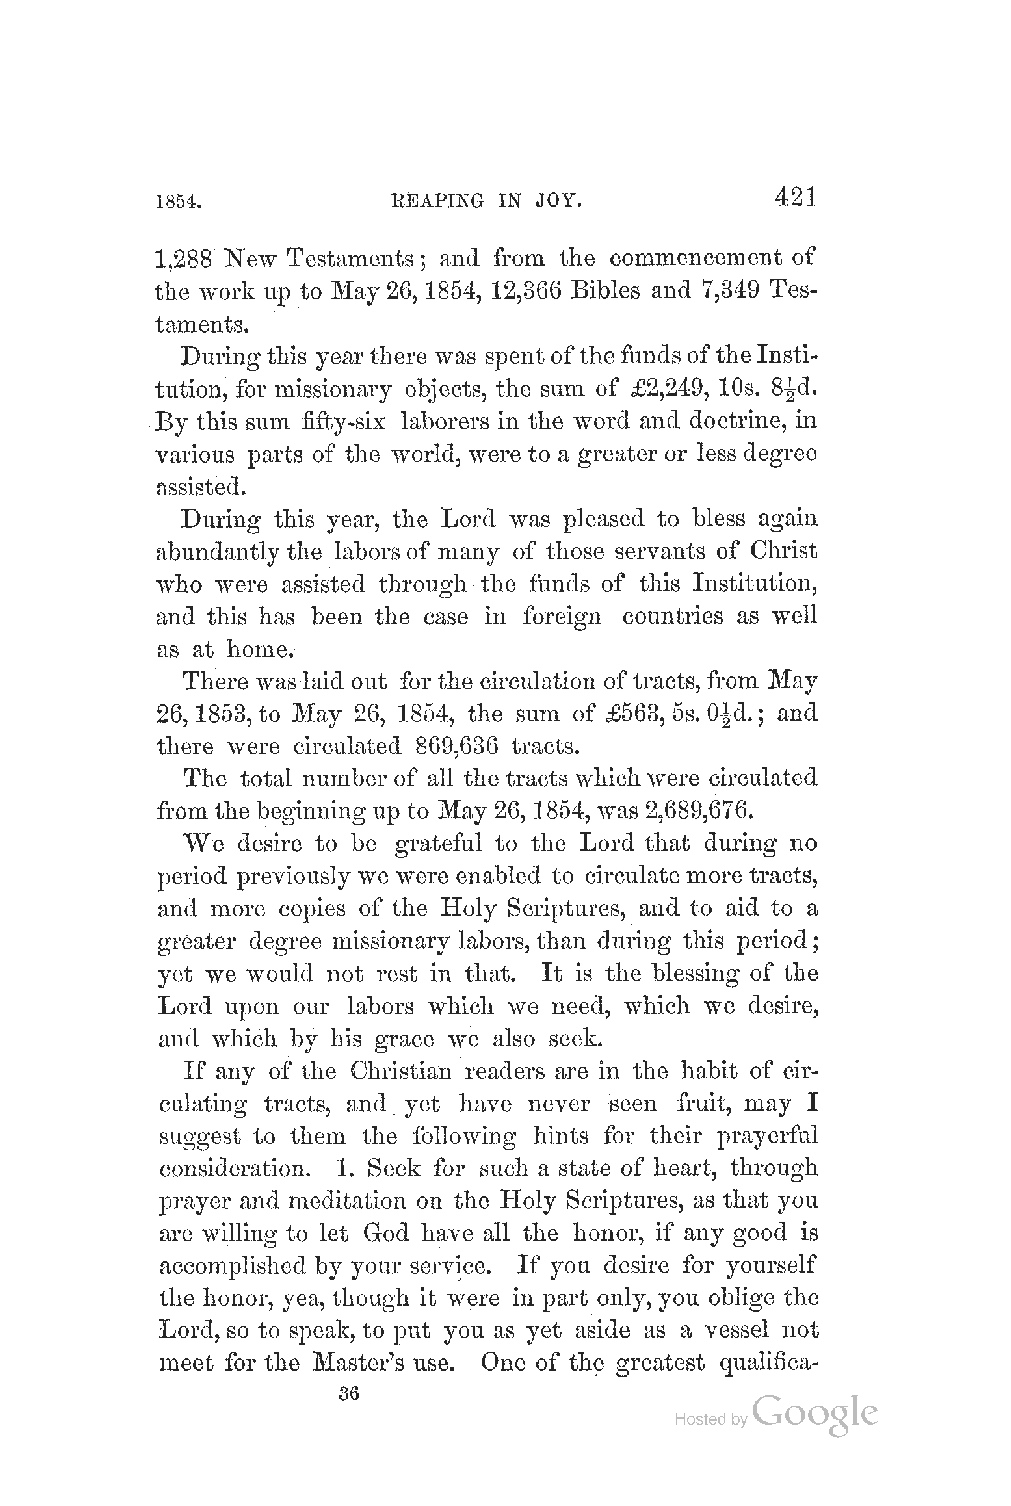 1854. REAPING IN JOY. 421
1,288 New Testaments; and from the commencement of
the work up to May 26, 1854, 12,366 Bibles and 7,349 Tes-
taments.
During this year there was spent of the funds of the Insti-
tution, for missionary objects, the sum of £2,249, 10s. 8½d.
By this sum fifty-six laborers in the word and doctrine, in
various parts of the world, were to a greater or less degree
assisted.
During this year, the Lord was pleased to bless again
abundantly the labors of many of those servants of Christ
who were assisted through the funds of this Institution,
and this has been the case in foreign countries as well
as at home.
There was laid out for the circulation of tracts, from May
26, 1853, to May 26, 1854, the sum of £563, 5s. 0½d.; and
there were circulated 869,636 tracts.
The total number of all the tracts which were circulated
from the beginning up to May 26, 1854, was 2,689,676.
We desire to be grateful to the Lord that during no
period previously we were enabled to circulate more tracts,
and more copies of the Holy Scriptures, and to aid to a
greater degree missionary labors, than during this period;
yet we would not rest in that. It is the blessing of the
Lord upon our labors which we need, which we desire,
and which by his grace we also seek.
If any of the Christian readers are in the habit of cir-
culating tracts, and yet have never seen fruit, may I
suggest to them the following hints for their prayerful
consideration. 1. Seek for such a state of heart, through
prayer and meditation on the Holy Scriptures, as that you
are willing to let God have all the honor, if any good is
accomplished by your service. If you desire for yourself
the honor, yea, though it were in part only, you oblige the
Lord, so to speak, to put you as yet aside as a vessel not
meet for the Master's use. One of the greatest qualifica-
36
Hosted by Google